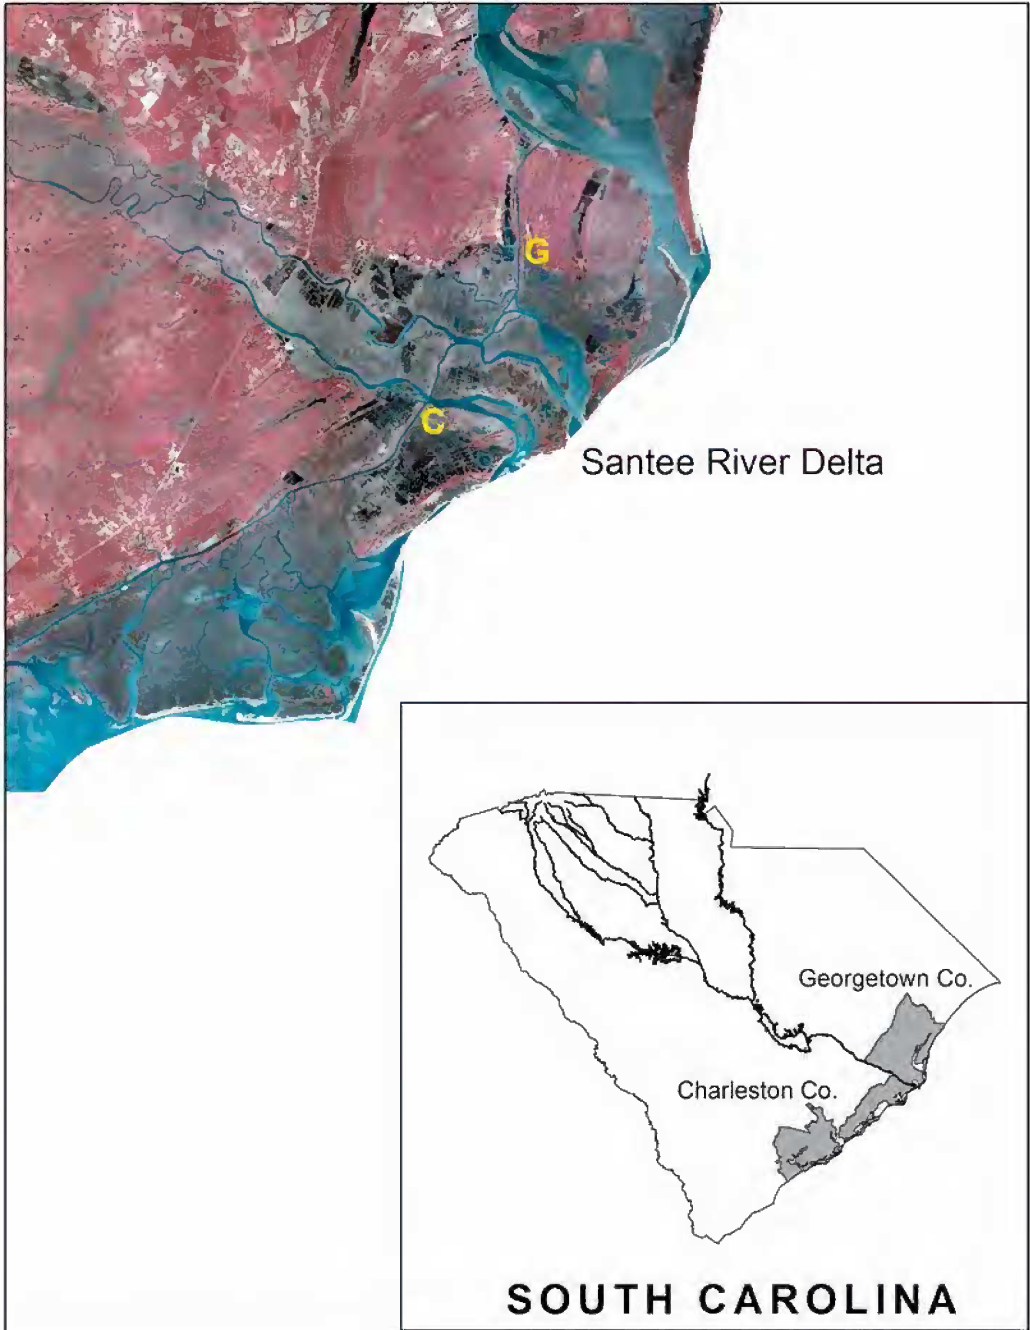 G
C
Santee River Delta
Georgetown Co.
Charleston Co.
SOUTH CAROLINA